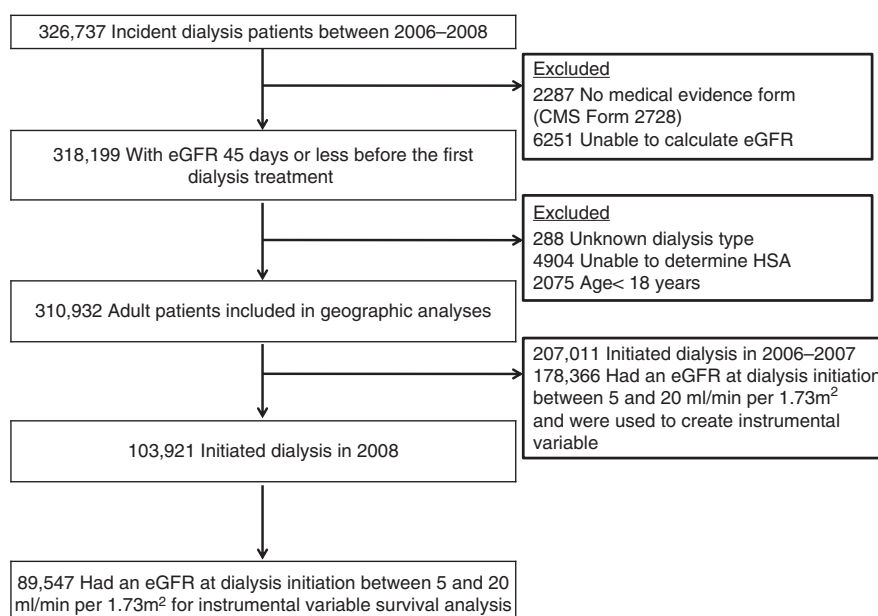 326,737 Incident dialysis patients between 2006–2008
Excluded
2287 No medical evidence form
(CMS Form 2728)
6251 Unable to calculate eGFR
318,199 With eGFR 45 days or less before the first
dialysis treatment
Excluded
288 Unknown dialysis type
4904 Unable to determine HSA
2075 Age< 18 years
310,932 Adult patients included in geographic analyses
207,011 Initiated dialysis in 2006–2007
178,366 Had an eGFR at dialysis initiation
between 5 and 20 ml/min per 1.73m²
and were used to create instrumental
variable
103,921 Initiated dialysis in 2008
89,547 Had an eGFR at dialysis initiation between 5 and 20
ml/min per 1.73m² for instrumental variable survival analysis